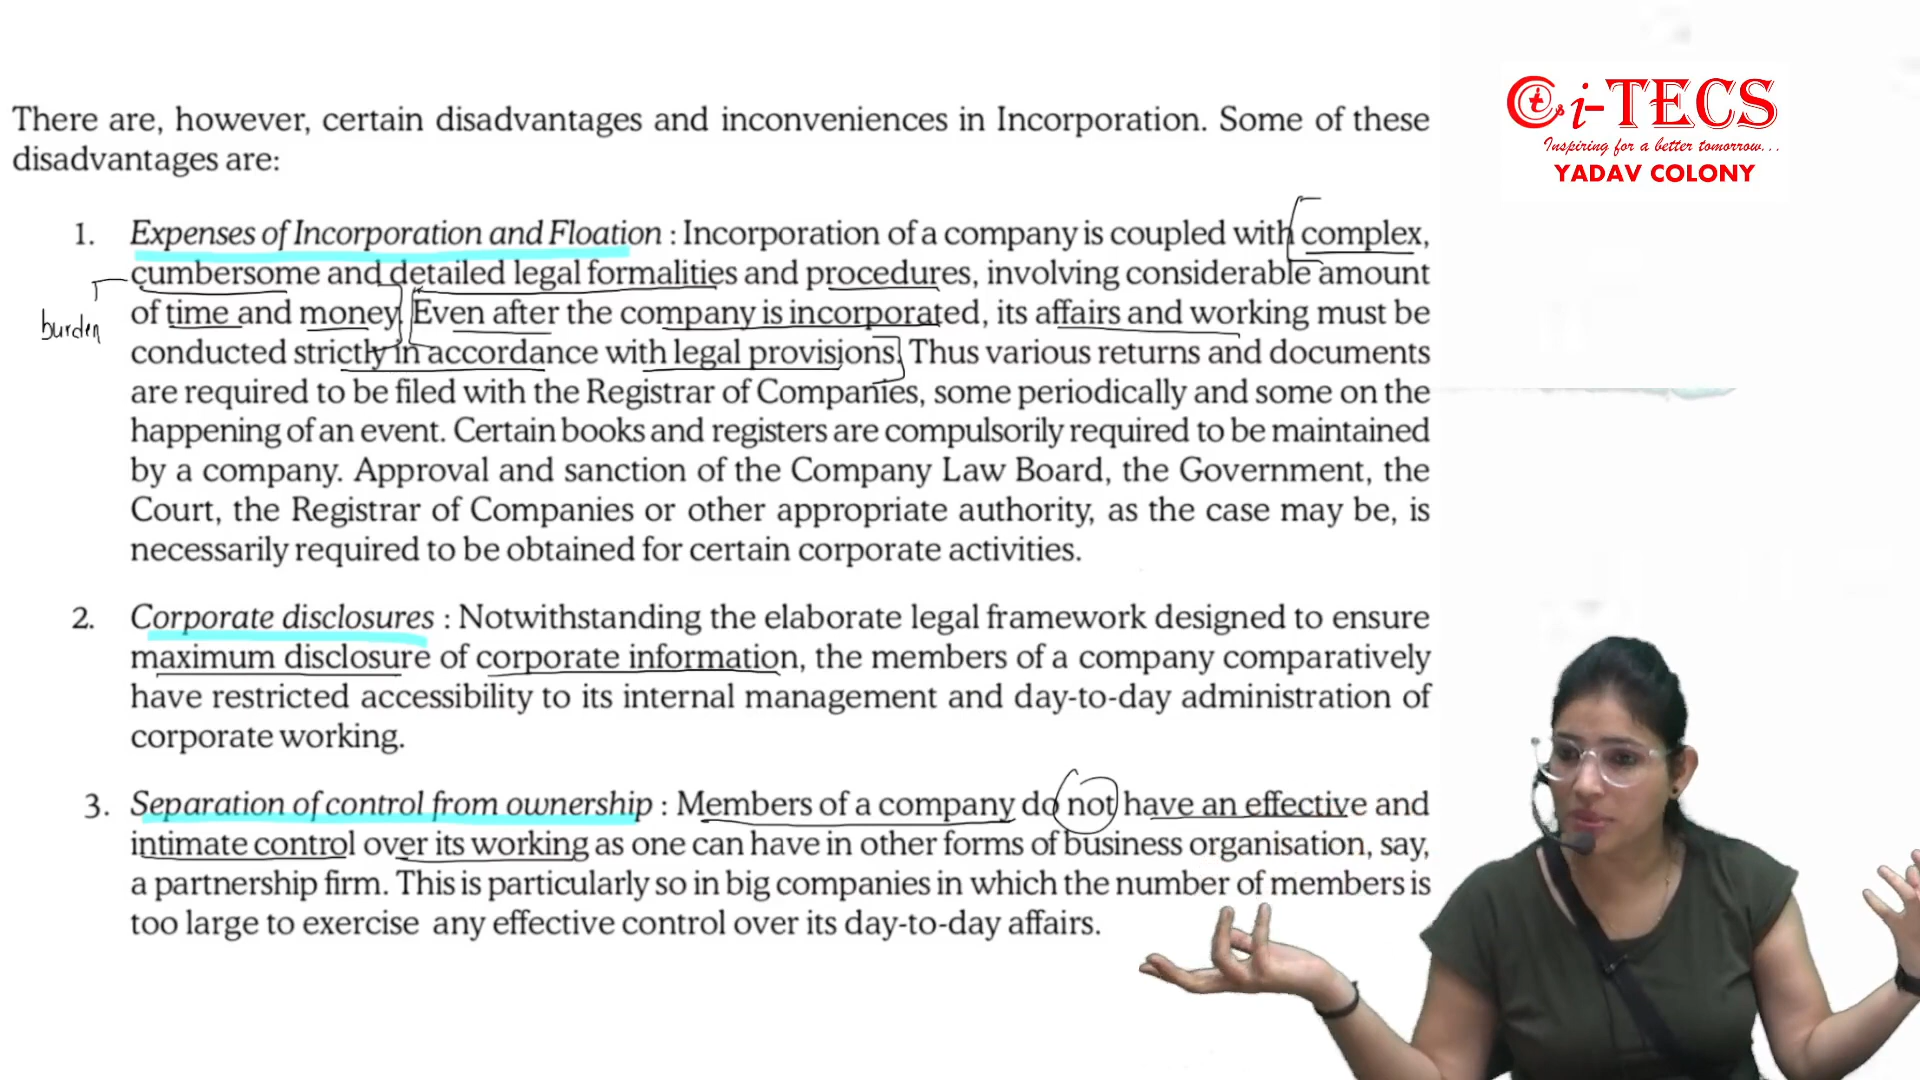 There are, however, certain disadvantages and inconveniences in Incorporation. Some of these
disadvantages are:
1. Expenses of Incorporation and Floation : Incorporation of a company is coupled with complex,
cumbersome and detailed legal formalities and procedures, involving considerable amount
of time and money. Even after the company is incorporated, its affairs and working must be
burden
conducted strictly in accordance with legal provisions. Thus various returns and documents
are required to be filed with the Registrar of Companies, some periodically and some on the
happening of an event. Certain books and registers are compulsorily required to be maintained
by a company. Approval and sanction of the Company Law Board, the Government, the
Court, the Registrar of Companies or other appropriate authority, as the case may be, is
necessarily required to be obtained for certain corporate activities.
2. Corporate disclosures : Notwithstanding the elaborate legal framework designed to ensure
maximum disclosure of corporate information, the members of a company comparatively
have restricted accessibility to its internal management and day-to-day administration of
corporate working.
3. Separation of control from ownership : Members of a company do not have an effective and
intimate control over its working as one can have in other forms of business organisation, say,
a partnership firm. This is particularly so in big companies in which the number of members is
too large to exercise any effective control over its day-to-day affairs.
i-TECS
Inspiring for a better tomorrow...
YADAV COLONY